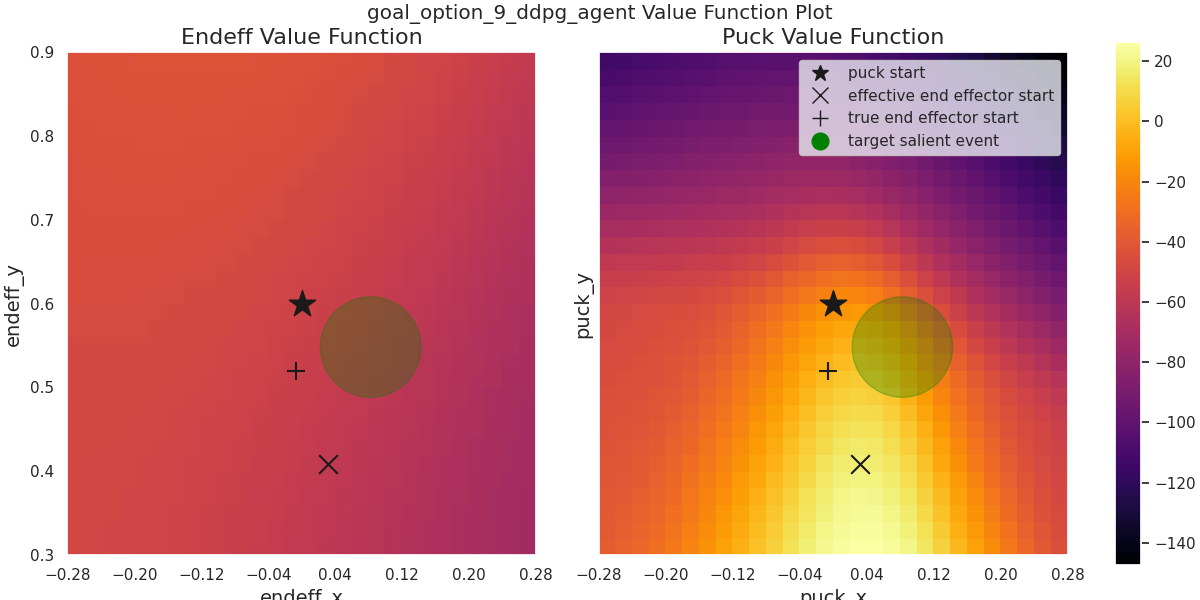 goal_option_9_ddpg_agent Value Function Plot
Endeff Value Function
Puck Value Function
0.9
0.8
0.7
0.6
0.5
0.4
0.3
endeff_y
−0.28 −0.20 −0.12 −0.04 0.04 0.12 0.20 0.28
endeff_x
puck_y
puck start
effective end effector start
true end effector start
target salient event
−0.28 −0.20 −0.12 −0.04 0.04 0.12 0.20 0.28
puck_x
20
0
−20
−40
−60
−80
−100
−120
−140